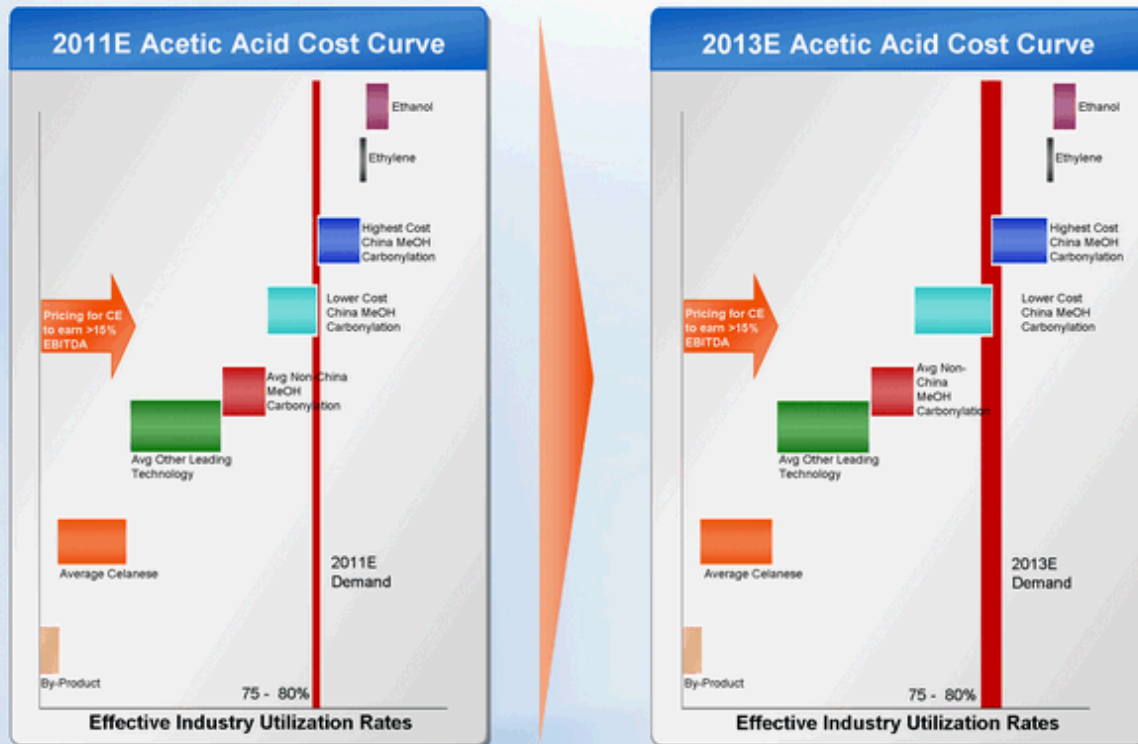 2011E Acetic Acid Cost Curve
Ethanol
Ethylene
Highest Cost
China MeOH
Carbonylation
Pricing for CE
to earn >15%
EBITDA
Lower Cost
China MeOH
Carbonylation
Avg Non-China
MeOH
Carbonylation
Avg Other Leading
Technology
Average Celanese
2011E
Demand
By-Product
75 - 80%
Effective Industry Utilization Rates
2013E Acetic Acid Cost Curve
Ethanol
Ethylene
Highest Cost
China MeOH
Carbonylation
Pricing for CE
to earn >15%
EBITDA
Lower Cost
China MeOH
Carbonylation
Avg Non-
China
MeOH
Carbonylation
Avg Other Leading
Technology
Average Celanese
2013E
Demand
By-Product
75 - 80%
Effective Industry Utilization Rates